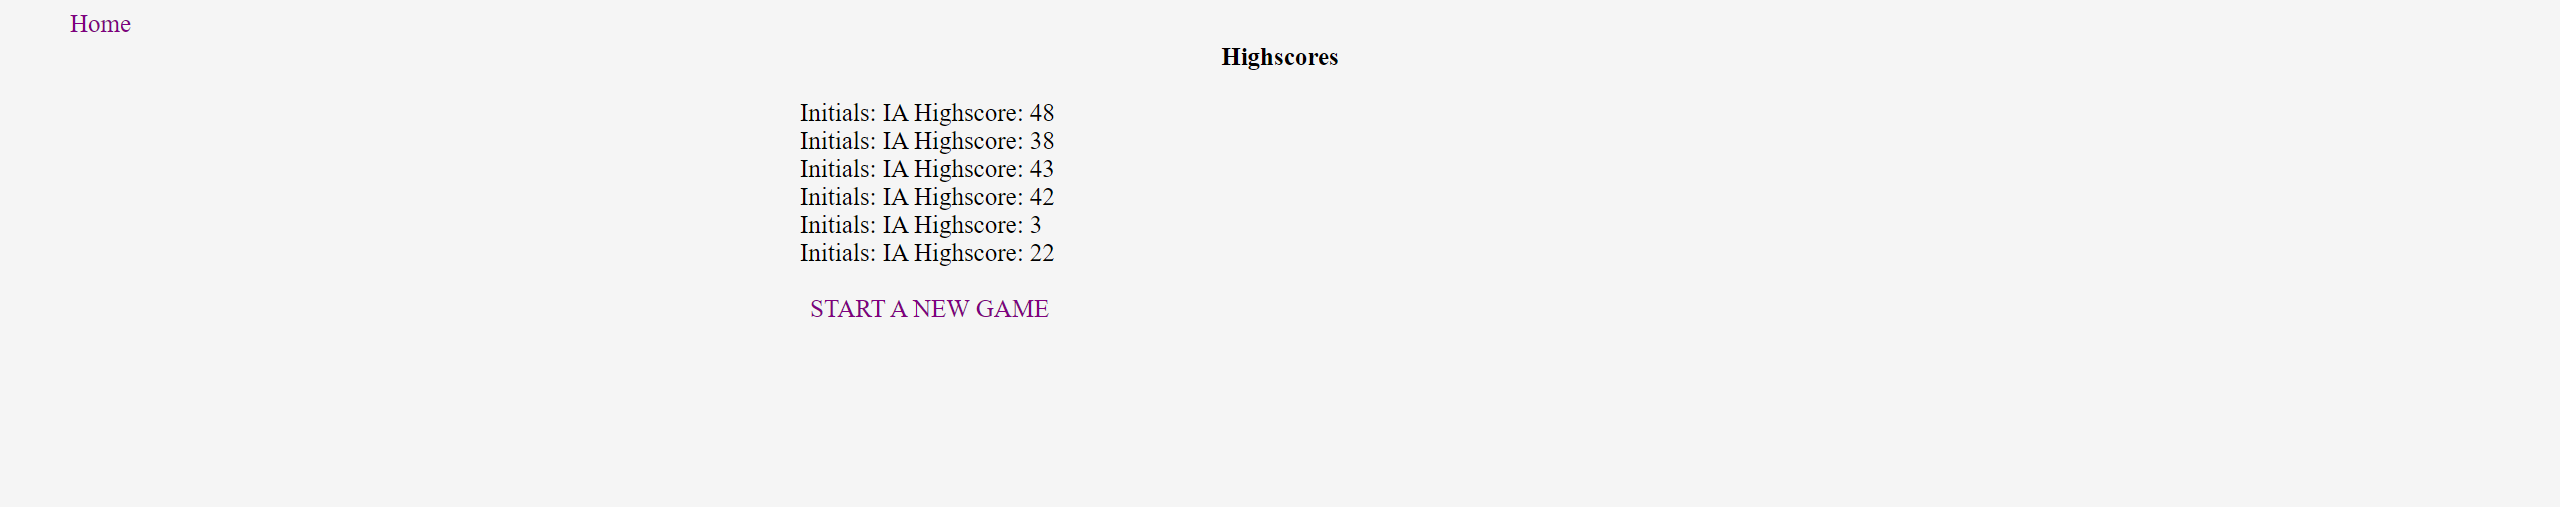 Home
Highscores
Initials: IA Highscore: 48
Initials: IA Highscore: 38
Initials: IA Highscore: 43
Initials: IA Highscore: 42
Initials: IA Highscore: 3
Initials: IA Highscore: 22
START A NEW GAME